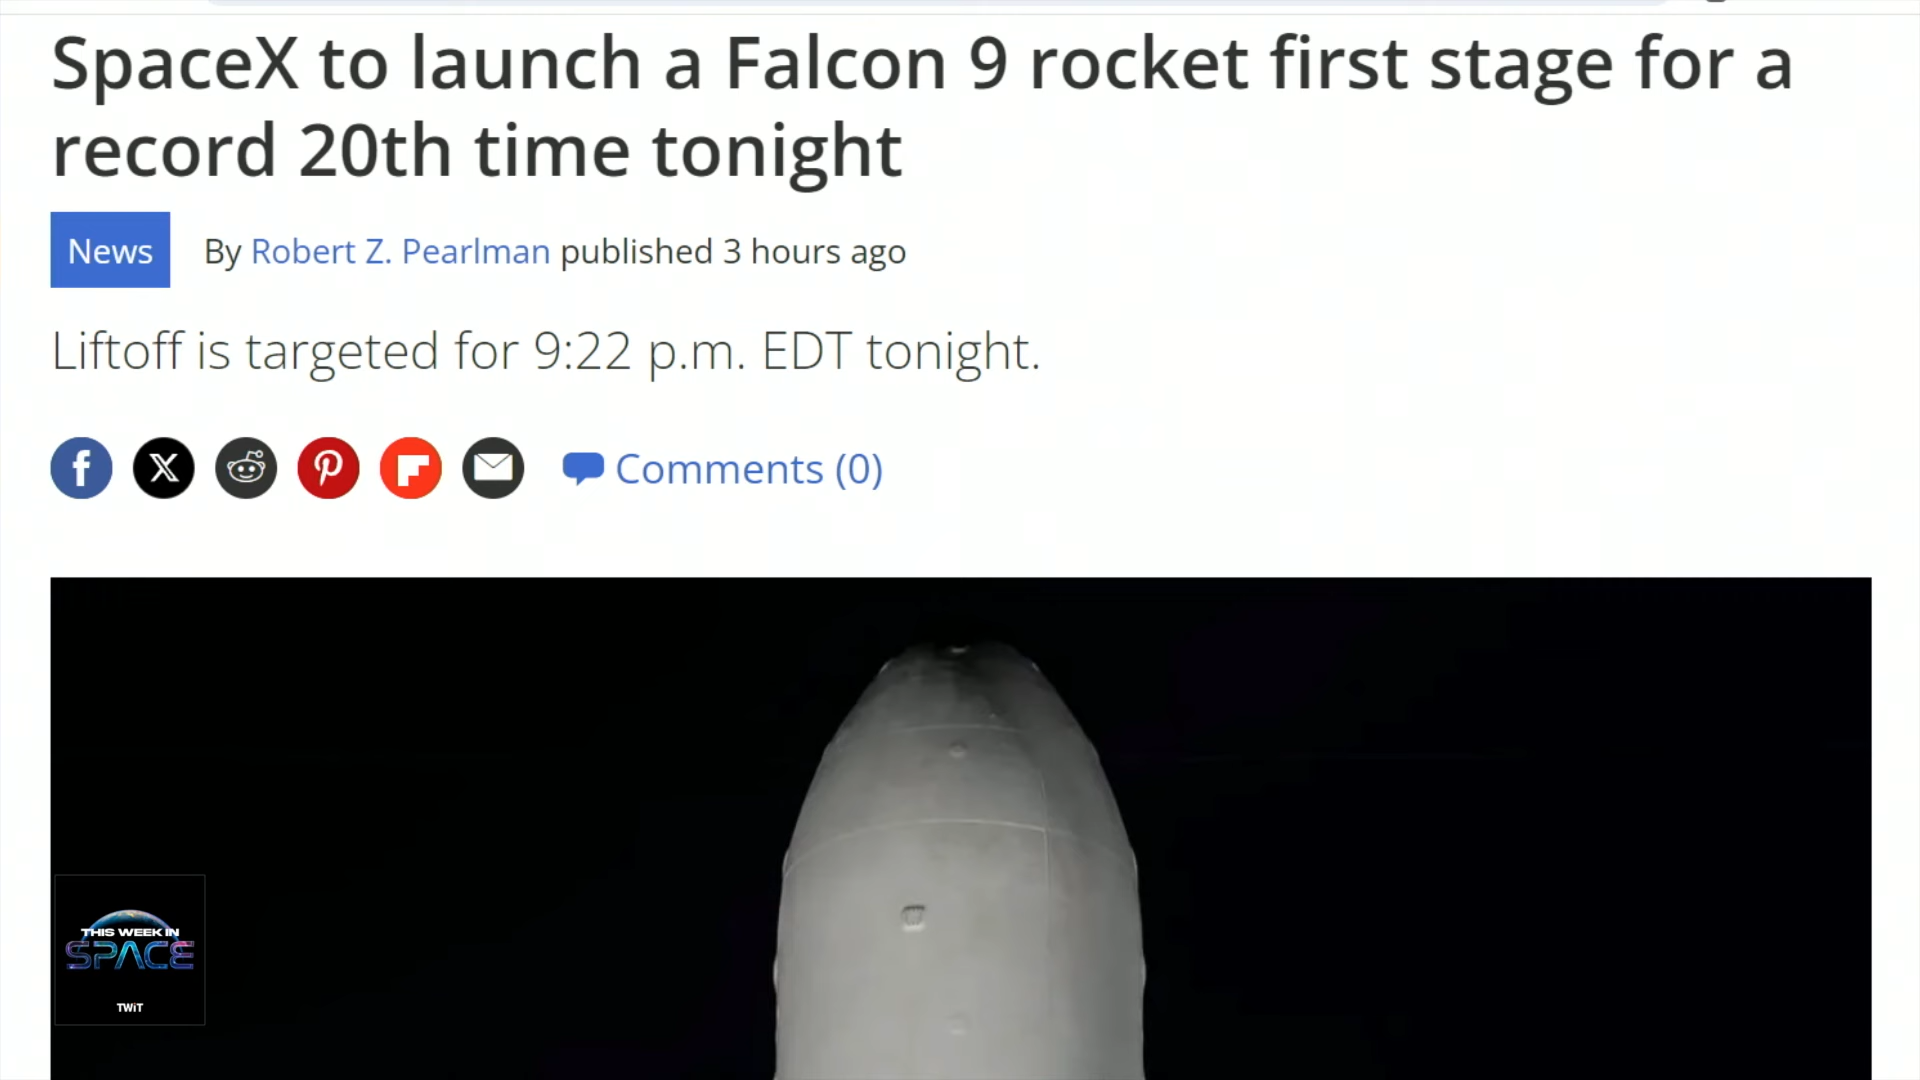 SpaceX to launch a Falcon 9 rocket first stage for a
record 20th time tonight
News
By Robert Z. Pearlman published 3 hours ago
Liftoff is targeted for 9:22 p.m. EDT tonight.
Comments (0)
THIS WEEK IN
SPACE
TWiT